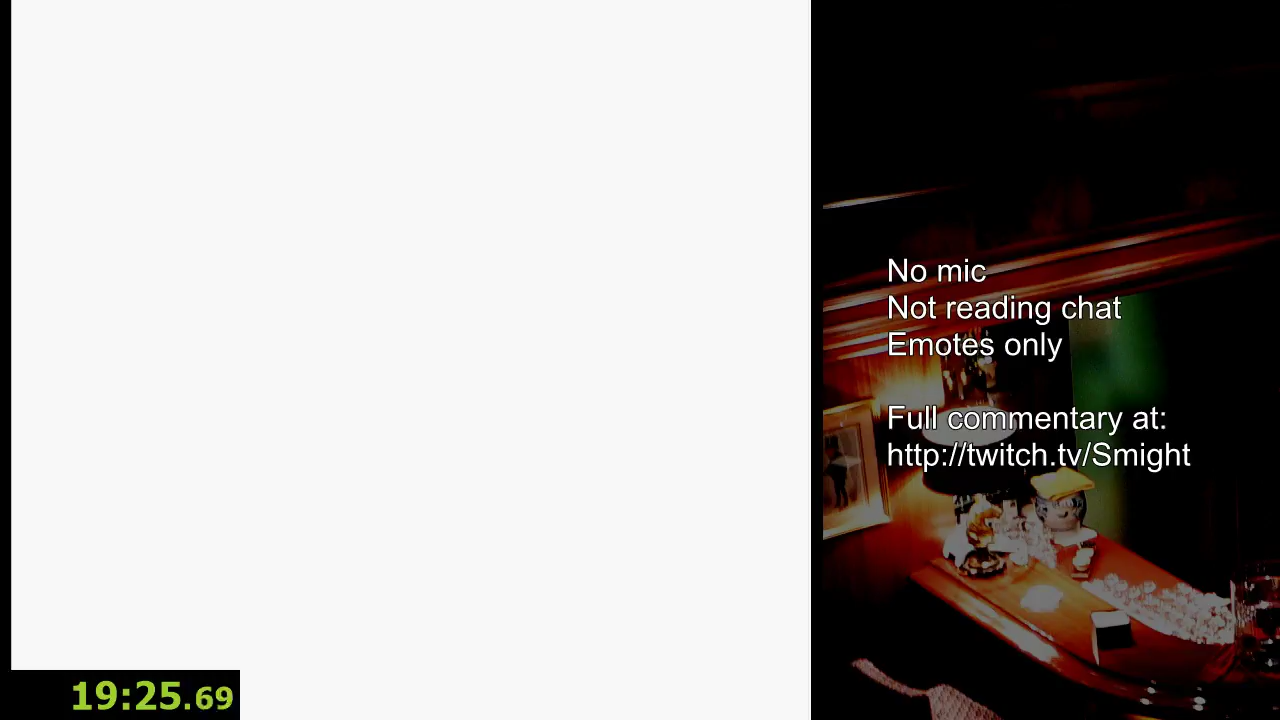 No mic
Not reading chat
Emotes only
Full commentary at:
http://twitch.tv/Smight
19:25.69